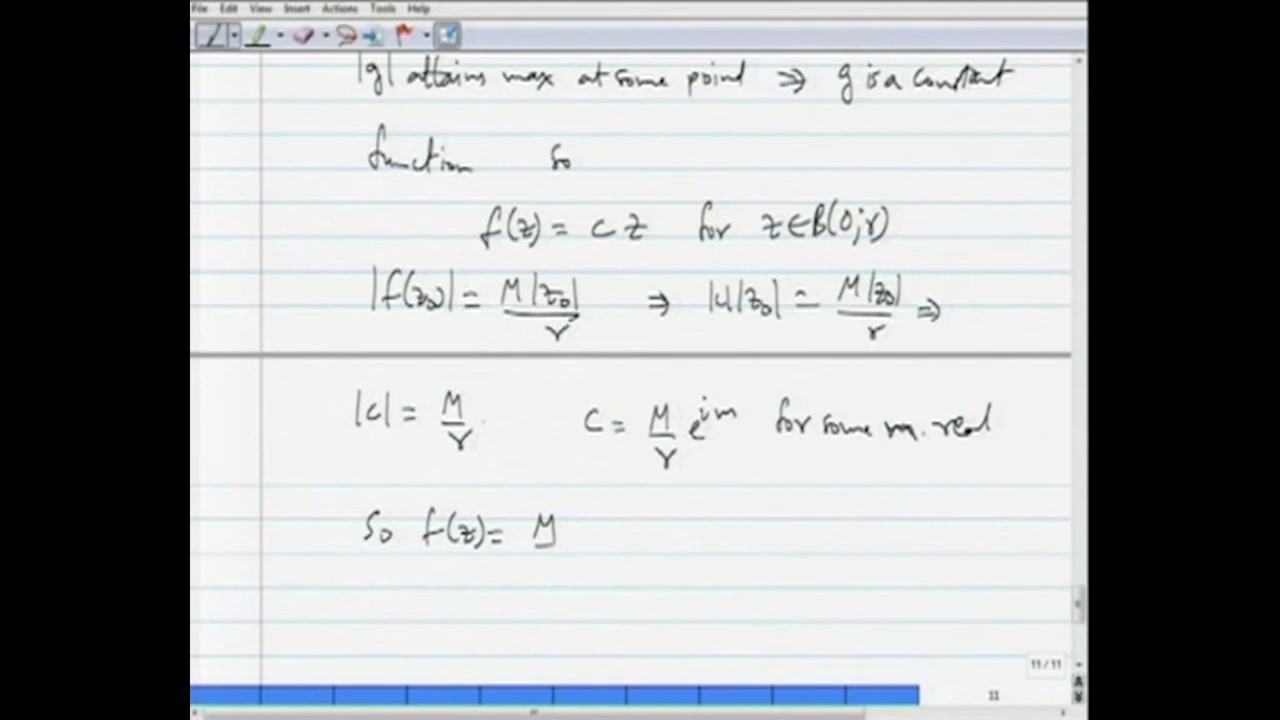 File Edit View Insert Actions Tools Help
|g| attains max at some point ⇒ g is a constant
function so
f(z) = c z for z ∈ B(0;r)
|f(z₀)| = M|z₀|/r ⇒ |c||z₀| = M|z₀|/r ⇒
|c| = M/r. C = M/r e^{im} for some m. real
So f(z) = M
11/11
11